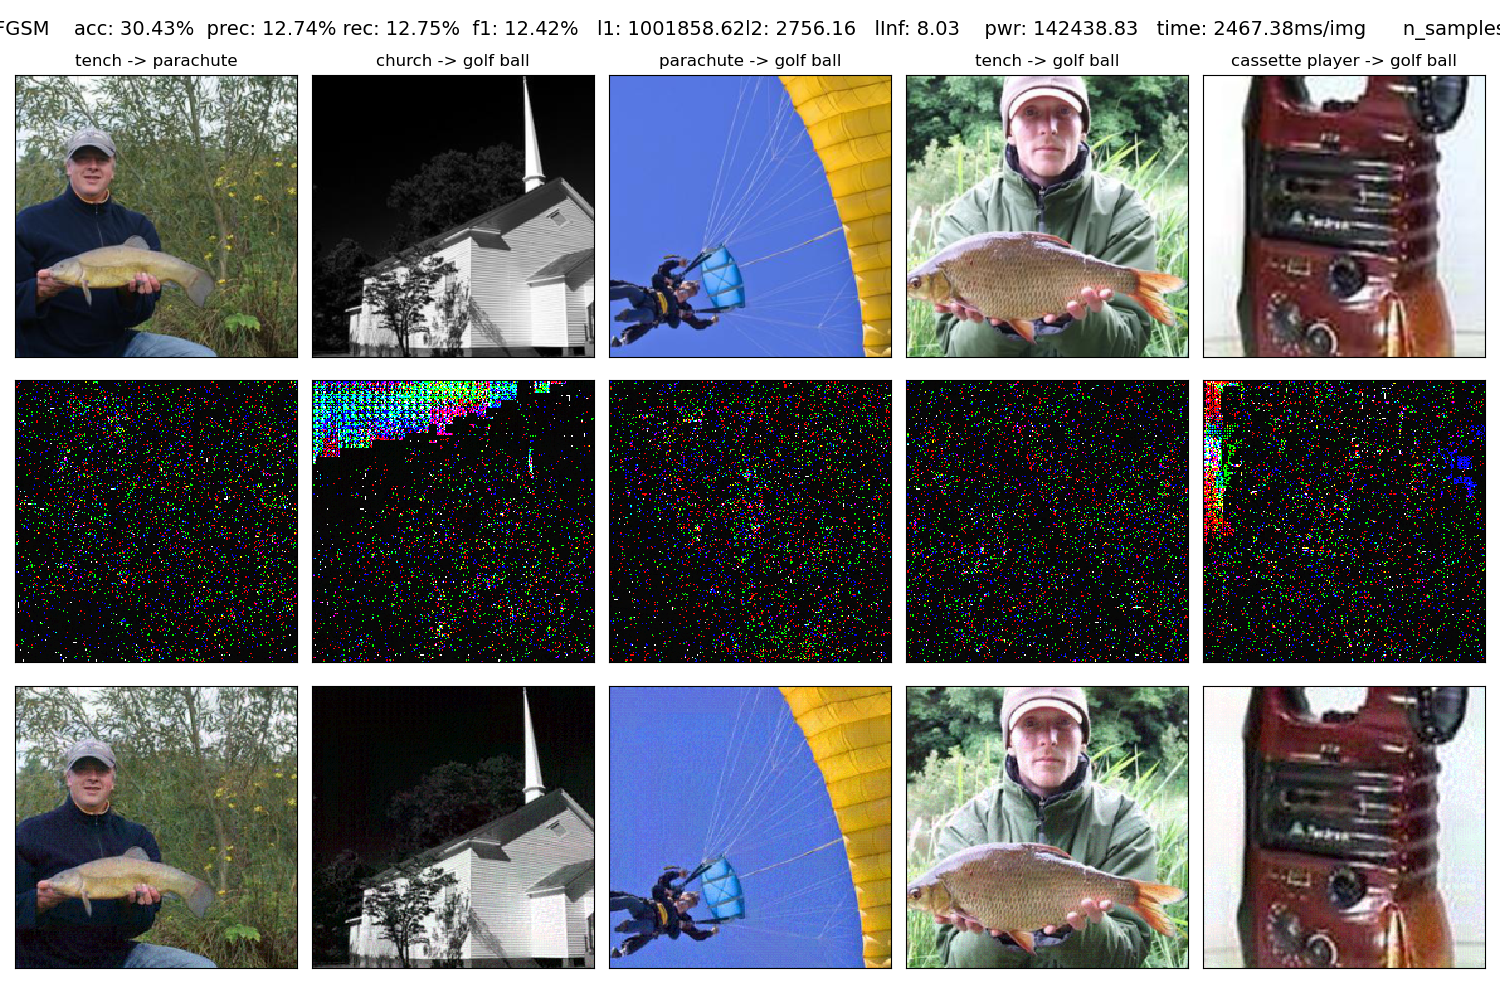 FGSM    acc: 30.43%  prec: 12.74% rec: 12.75%  f1: 12.42%   l1: 1001858.62l2: 2756.16   lInf: 8.03    pwr: 142438.83   time: 2467.38ms/img      n_samples
tench -> parachute
church -> golf ball
parachute -> golf ball
tench -> golf ball
cassette player -> golf ball